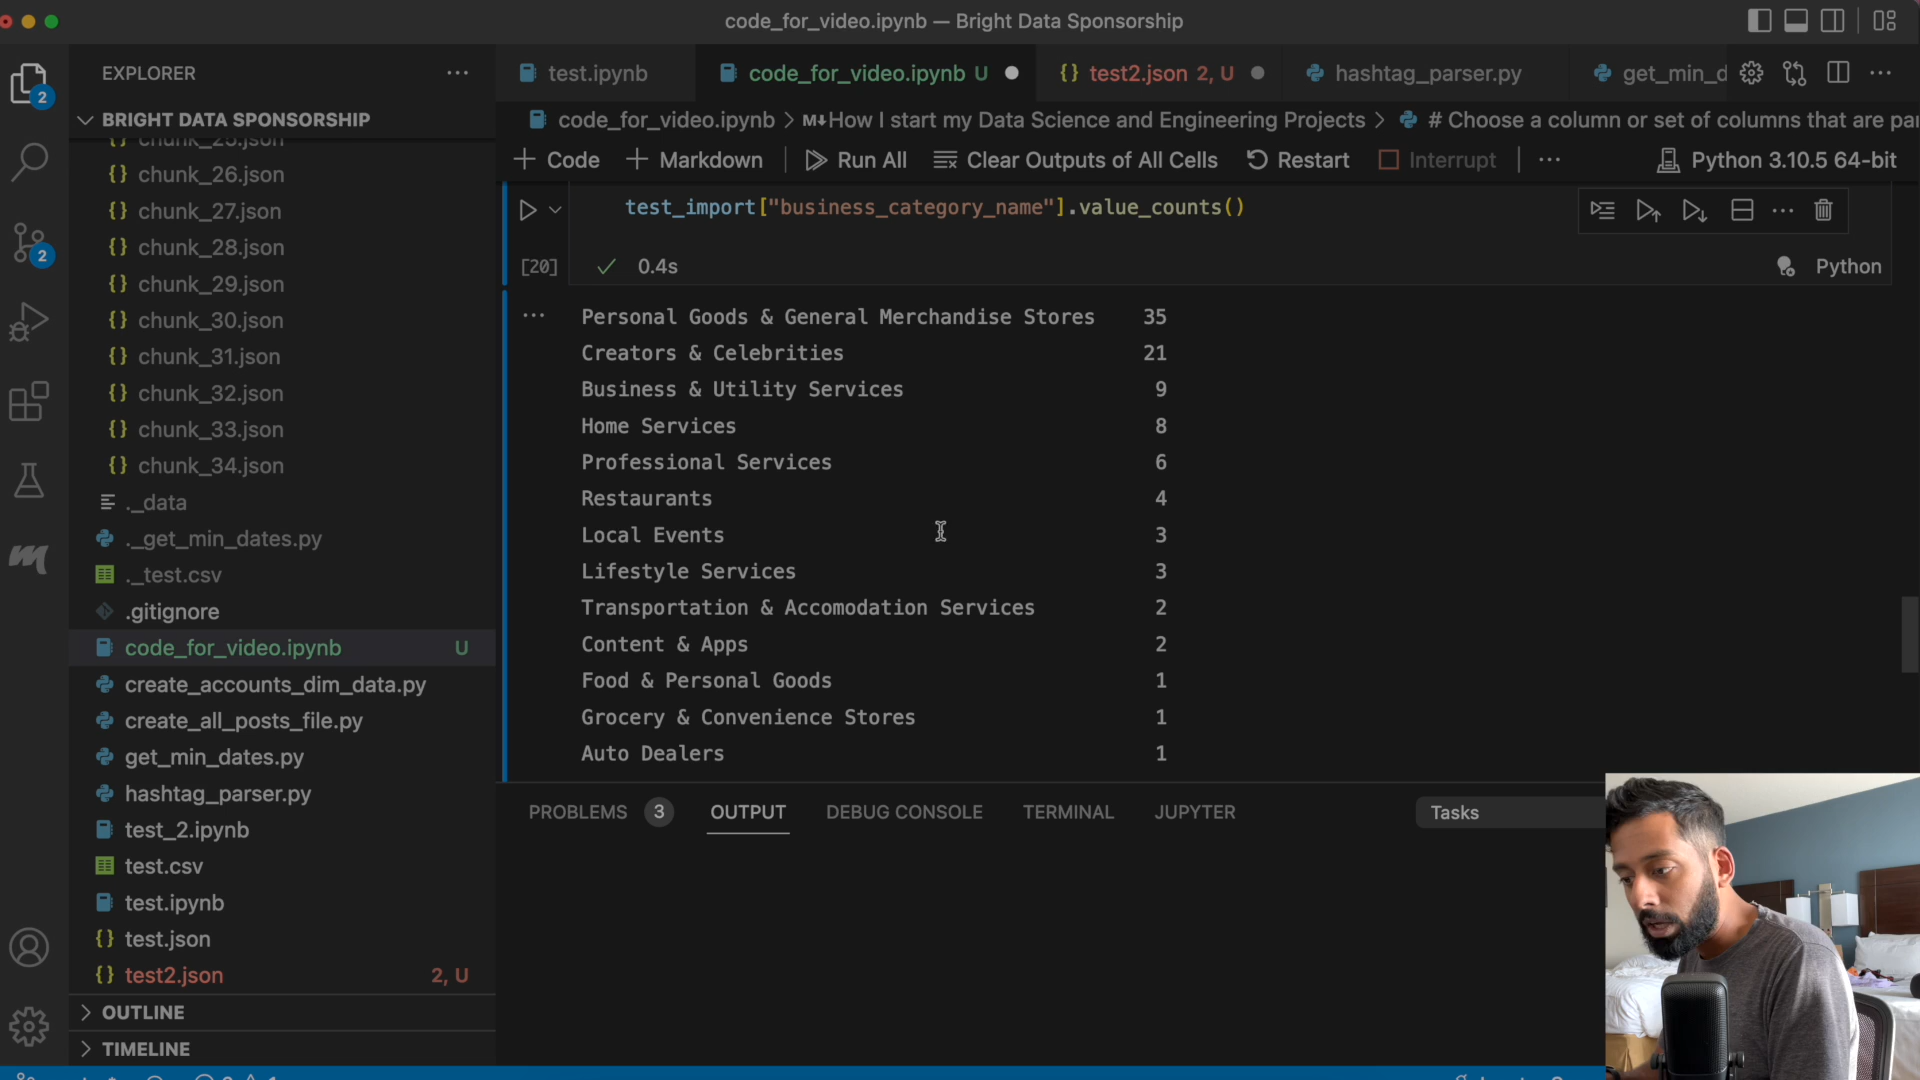 code_for_video.ipynb — Bright Data Sponsorship
EXPLORER
BRIGHT DATA SPONSORSHIP
chunk_25.json
chunk_26.json
chunk_27.json
chunk_28.json
chunk_29.json
chunk_30.json
chunk_31.json
chunk_32.json
chunk_33.json
chunk_34.json
._data
._get_min_dates.py
._test.csv
.gitignore
code_for_video.ipynb U
create_accounts_dim_data.py
create_all_posts_file.py
get_min_dates.py
hashtag_parser.py
test_2.ipynb
test.csv
test.ipynb
test.json
test2.json 2, U
OUTLINE
TIMELINE
2
2
test.ipynb code_for_video.ipynb U test2.json 2, U hashtag_parser.py get_min_d
code_for_video.ipynb > M↓How I start my Data Science and Engineering Projects > # Choose a column or set of columns that are par
Code Markdown Run All Clear Outputs of All Cells Restart Interrupt Python 3.10.5 64-bit
test_import["business_category_name"].value_counts()
[20] 0.4s Python
Personal Goods & General Merchandise Stores 35
Creators & Celebrities 21
Business & Utility Services 9
Home Services 8
Professional Services 6
Restaurants 4
Local Events 3
Lifestyle Services 3
Transportation & Accomodation Services 2
Content & Apps 2
Food & Personal Goods 1
Grocery & Convenience Stores 1
Auto Dealers 1
PROBLEMS 3 OUTPUT DEBUG CONSOLE TERMINAL JUPYTER Tasks